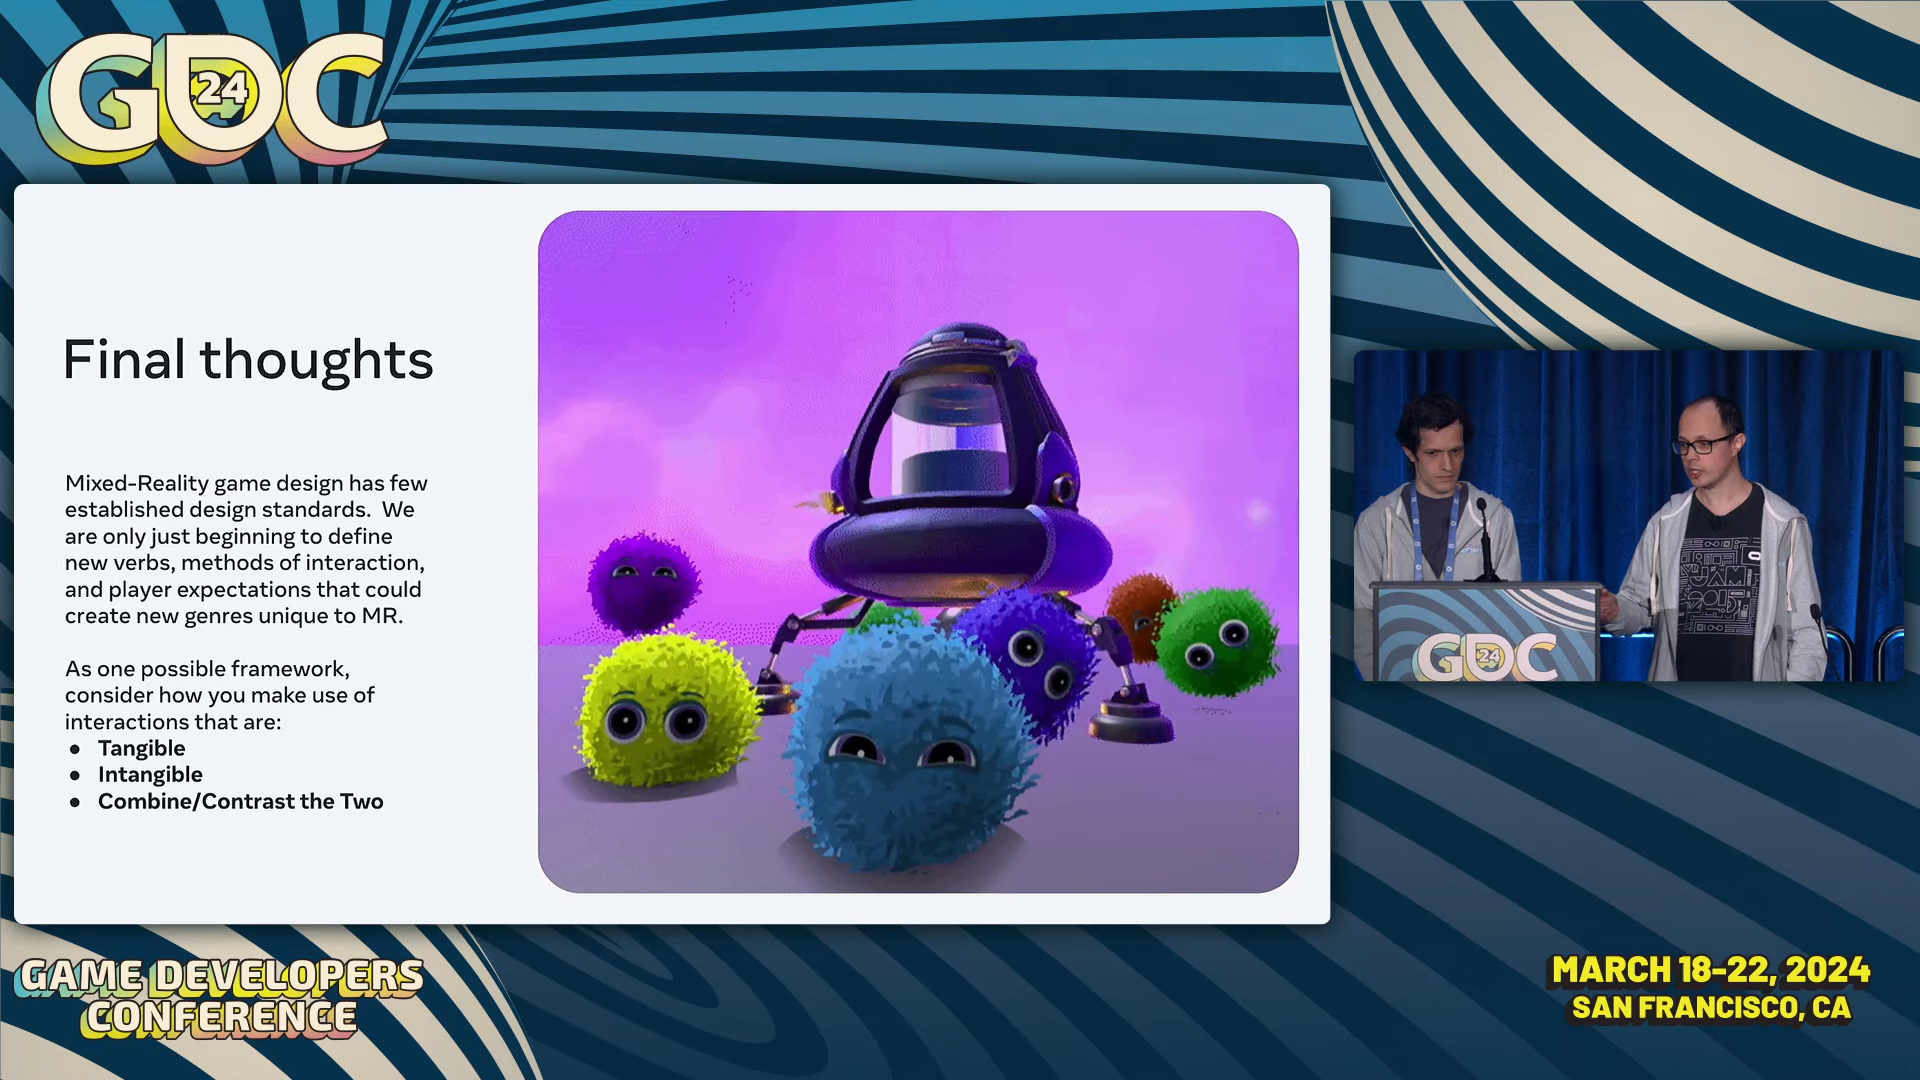 GDC
24
Final thoughts
Mixed-Reality game design has few
established design standards.  We
are only just beginning to define
new verbs, methods of interaction,
and player expectations that could
create new genres unique to MR.
As one possible framework,
consider how you make use of
interactions that are:
● Tangible
● Intangible
● Combine/Contrast the Two
GDC
24
GAME DEVELOPERS
CONFERENCE
MARCH 18-22, 2024
SAN FRANCISCO, CA